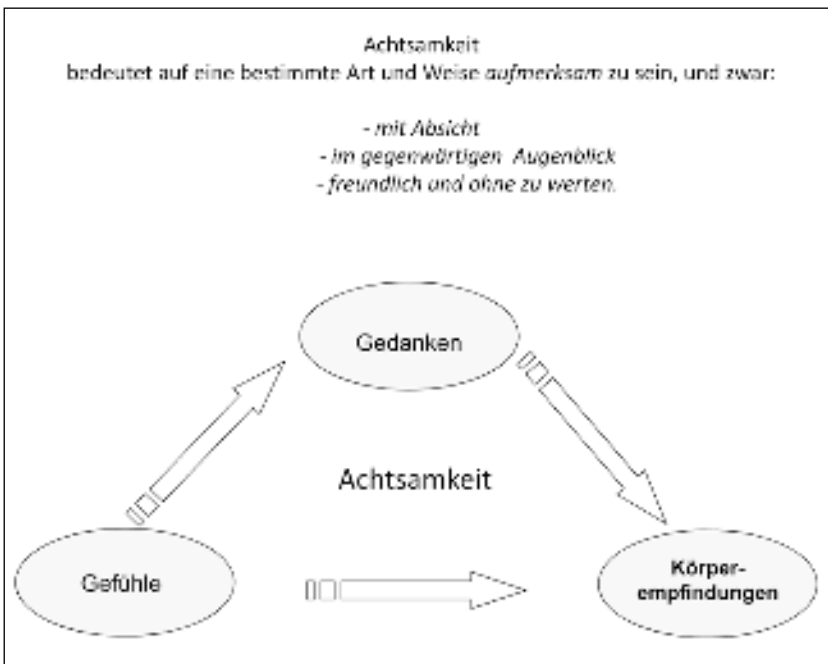 Achtsamkeit
bedeutet auf eine bestimmte Art und Weise aufmerksam zu sein, und zwar:
- mit Absicht
- im gegenwärtigen Augenblick
- freundlich und ohne zu werten.
Gedanken
Achtsamkeit
Gefühle
Körper-
empfindungen